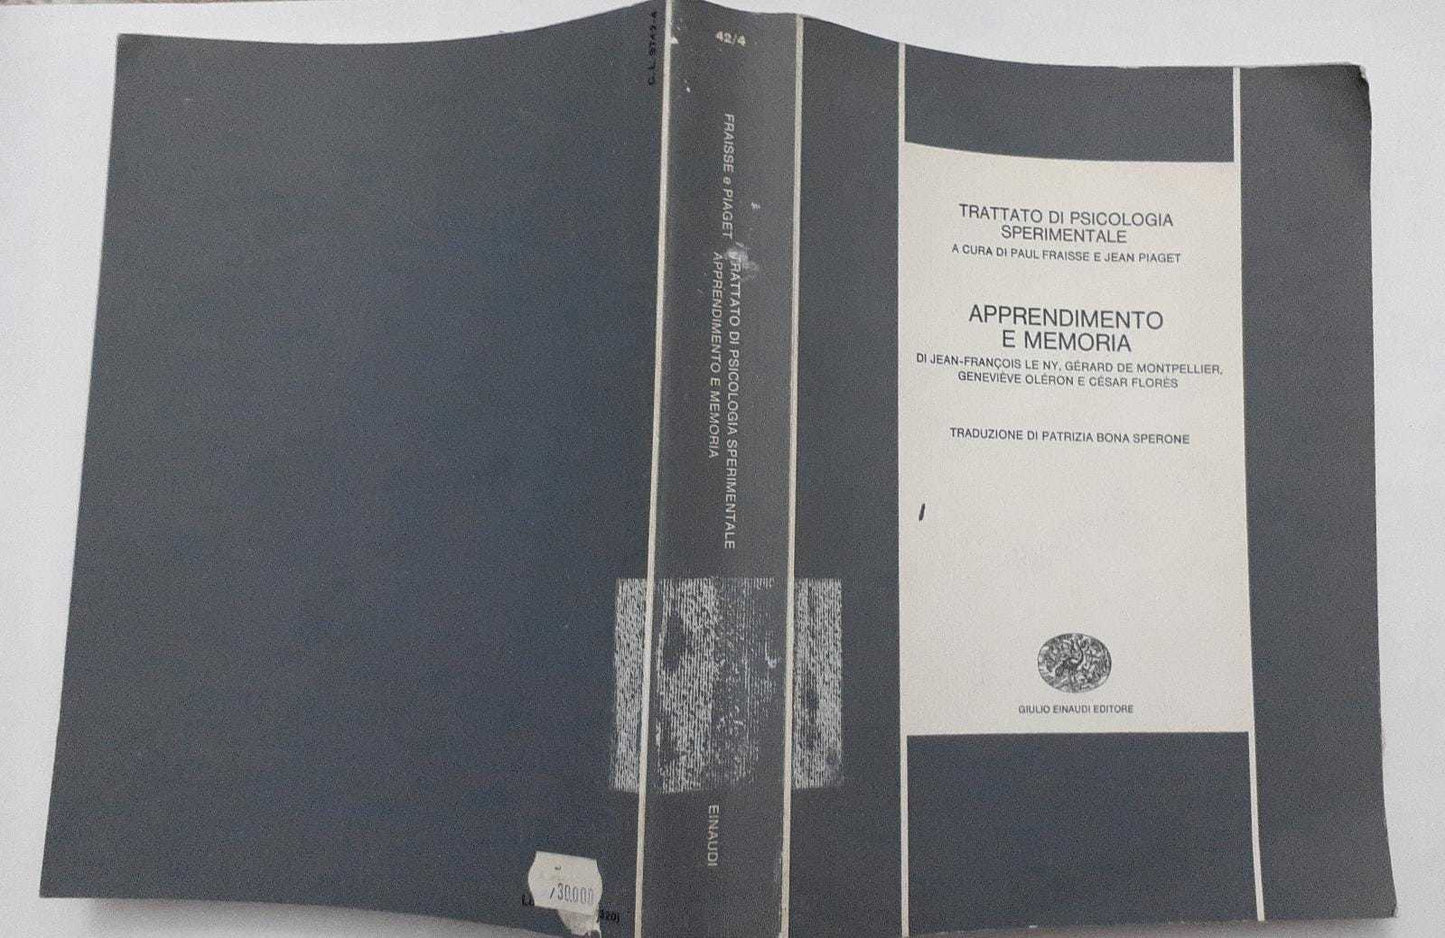 42/4
FRAISSE e PIAGET TRATTATO DI PSICOLOGIA SPERIMENTALE
APPRENDIMENTO E MEMORIA
EINAUDI
TRATTATO DI PSICOLOGIA
SPERIMENTALE
A CURA DI PAUL FRAISSE E JEAN PIAGET
APPRENDIMENTO
E MEMORIA
DI JEAN-FRANÇOIS LE NY, GÉRARD DE MONTPELLIER,
GENEVIÈVE OLÉRON E CÉSAR FLORÈS
TRADUZIONE DI PATRIZIA BONA SPERONE
GIULIO EINAUDI EDITORE
30.000